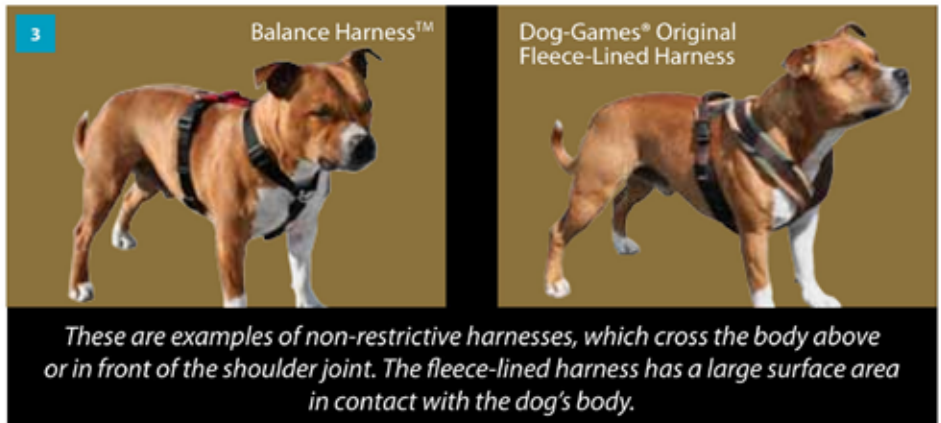 3
Balance Harness™
Dog-Games® Original
Fleece-Lined Harness
These are examples of non-restrictive harnesses, which cross the body above
or in front of the shoulder joint. The fleece-lined harness has a large surface area
in contact with the dog's body.